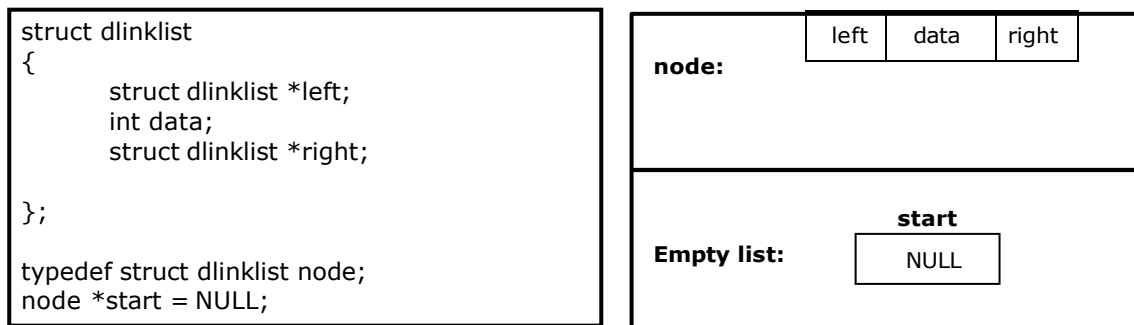 struct dlinklist
{
struct dlinklist *left;
int data;
struct dlinklist *right;
};
typedef struct dlinklist node;
node *start = NULL;
left data right
node:
start
Empty list: NULL